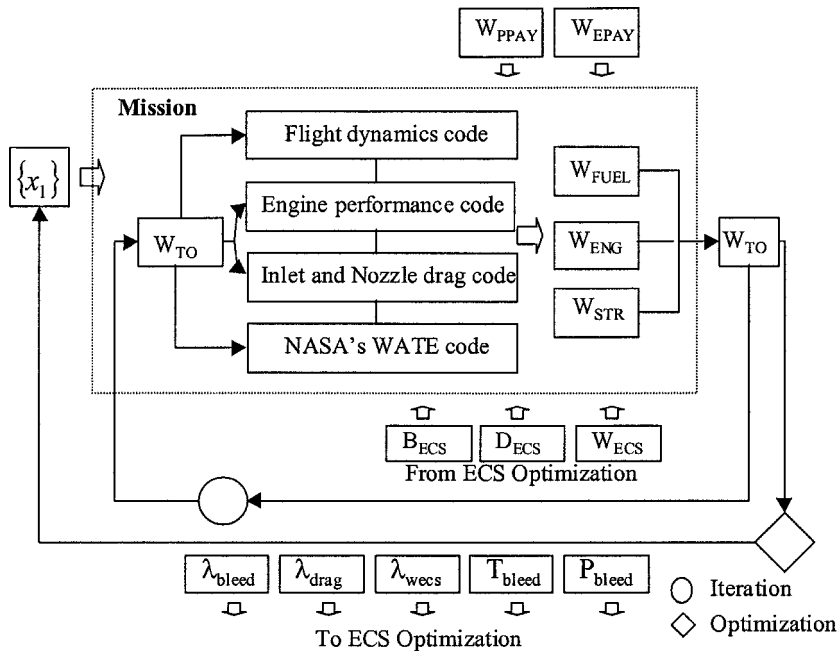 W_PPAY W_EPAY
Mission
Flight dynamics code
{x_1}
W_FUEL
Engine performance code
W_TO
W_ENG
W_TO
Inlet and Nozzle drag code
W_STR
NASA's WATE code
B_ECS D_ECS W_ECS
From ECS Optimization
λ_bleed λ_drag λ_wecs T_bleed P_bleed
Iteration
Optimization
To ECS Optimization